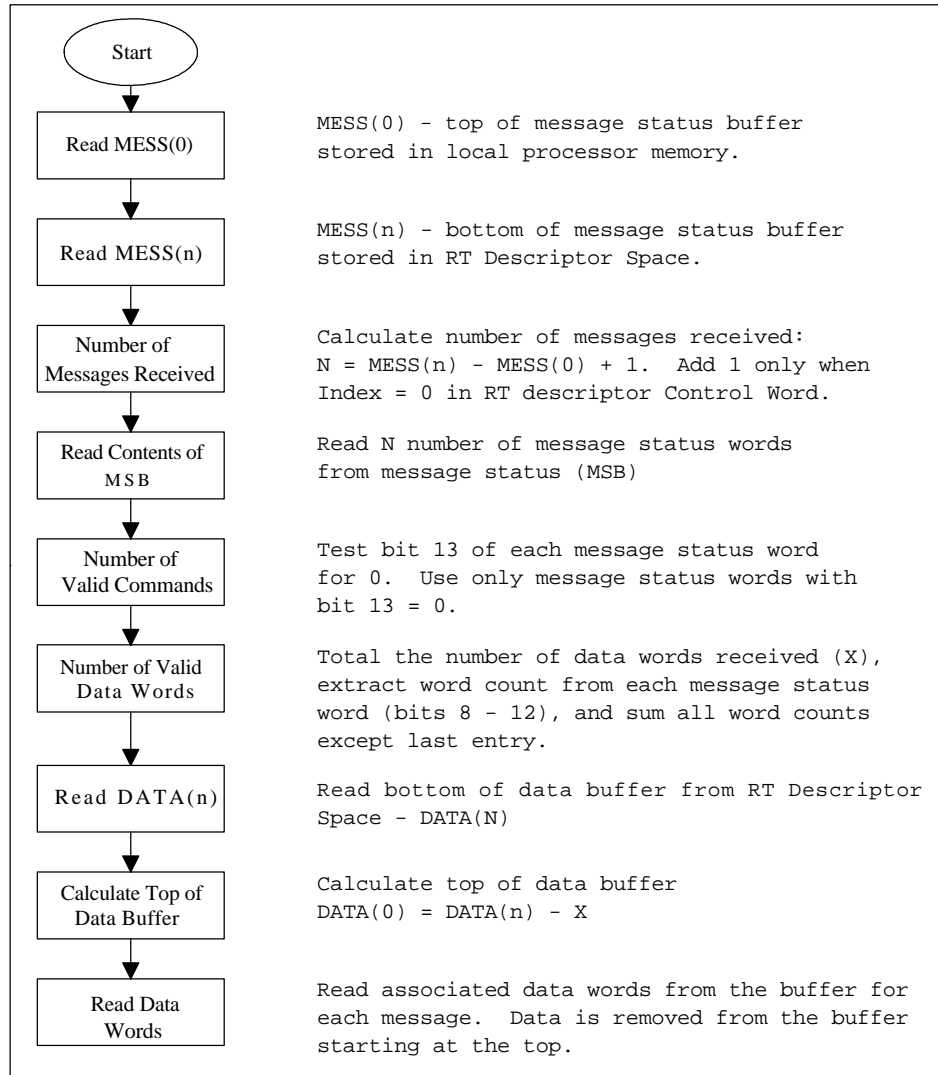 Start
Read MESS(0)
MESS(0) - top of message status buffer
stored in local processor memory.
Read MESS(n)
MESS(n) - bottom of message status buffer
stored in RT Descriptor Space.
Number of
Messages Received
Calculate number of messages received:
N = MESS(n) - MESS(0) + 1.  Add 1 only when
Index = 0 in RT descriptor Control Word.
Read Contents of
MSB
Read N number of message status words
from message status (MSB)
Number of
Valid Commands
Test bit 13 of each message status word
for 0.  Use only message status words with
bit 13 = 0.
Number of Valid
Data Words
Total the number of data words received (X),
extract word count from each message status
word (bits 8 - 12), and sum all word counts
except last entry.
Read DATA(n)
Read bottom of data buffer from RT Descriptor
Space - DATA(N)
Calculate Top of
Data Buffer
Calculate top of data buffer
DATA(0) = DATA(n) - X
Read Data
Words
Read associated data words from the buffer for
each message.  Data is removed from the buffer
starting at the top.